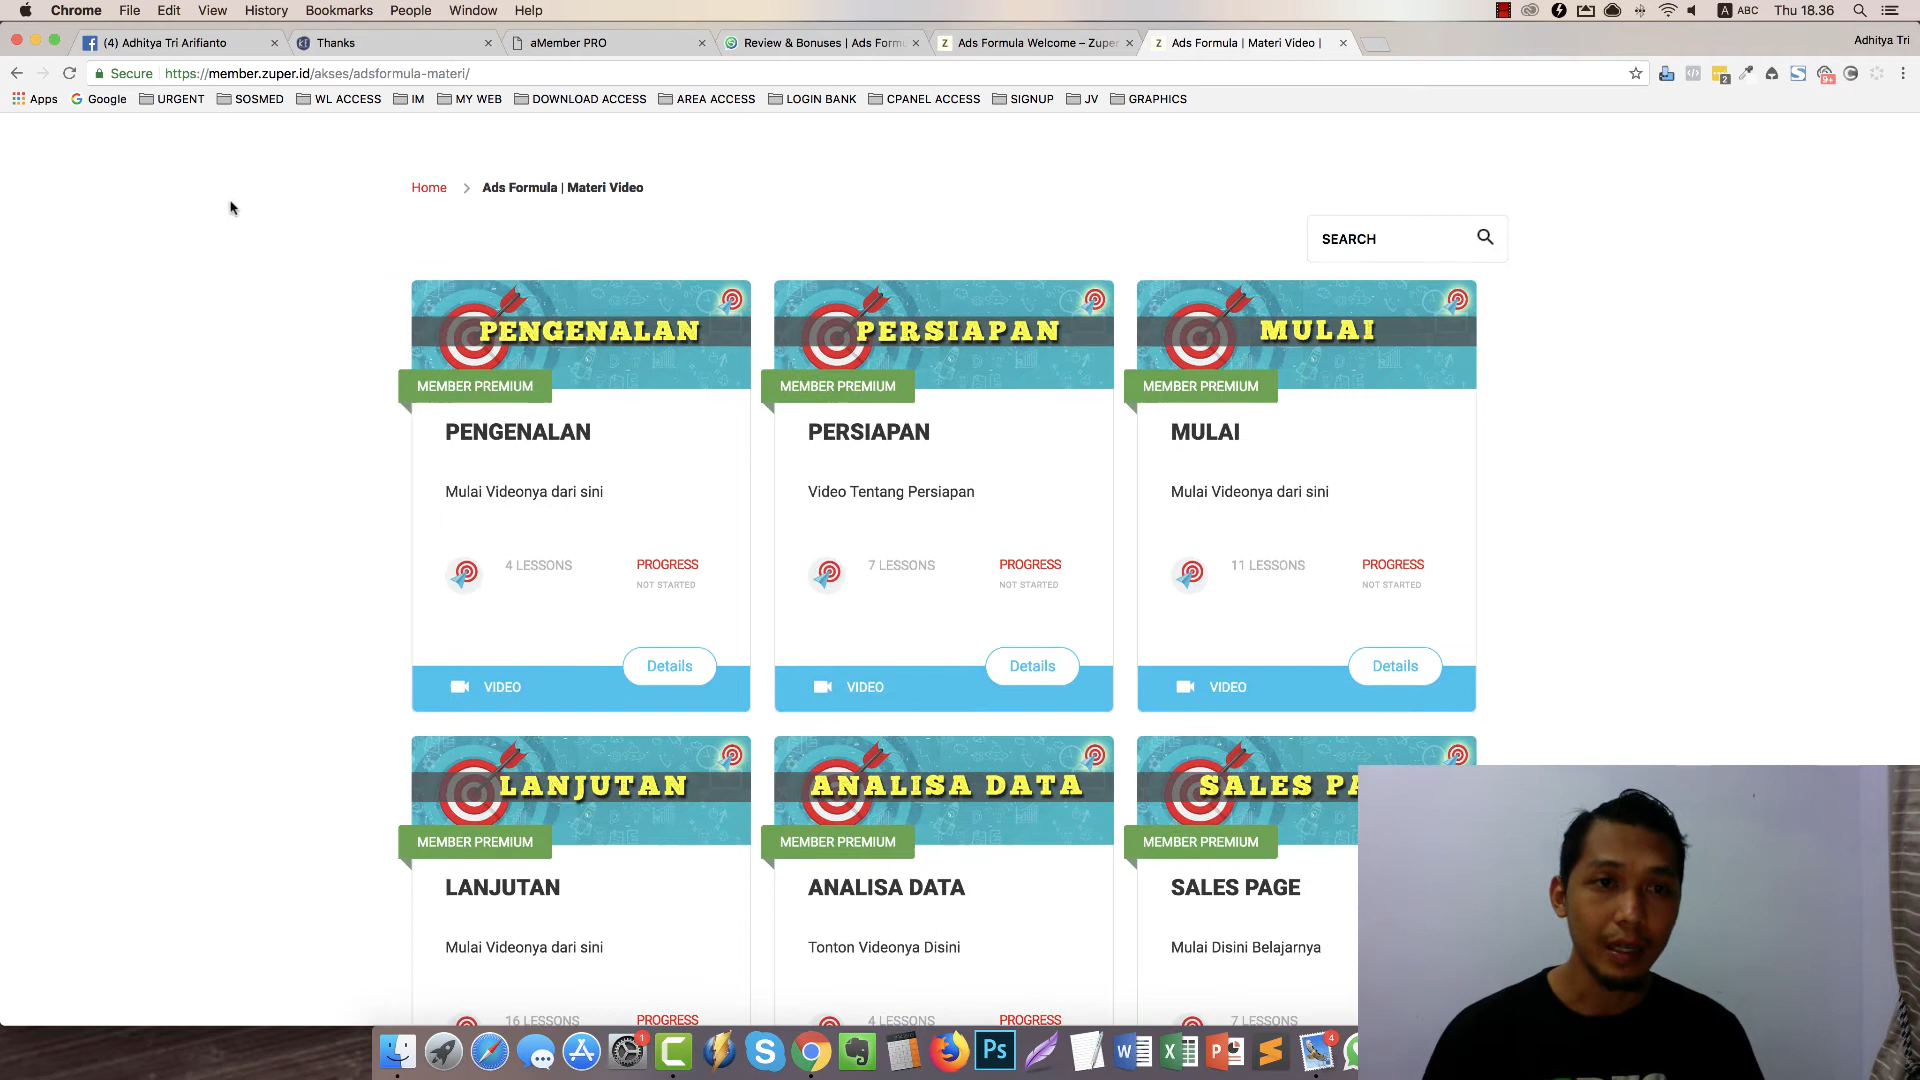 Chrome File Edit View History Bookmarks People Window Help
ABC Thu 18.36
(4) Adhitya Tri Arifianto
Thanks
aMember PRO
Review & Bonuses | Ads Form
Ads Formula Welcome – Zuper
Ads Formula | Materi Video |
Adhitya Tri
Secure https://member.zuper.id/akses/adsformula-materi/
Apps Google URGENT SOSMED WL ACCESS IM MY WEB DOWNLOAD ACCESS AREA ACCESS LOGIN BANK CPANEL ACCESS SIGNUP JV GRAPHICS
Home > Ads Formula | Materi Video
SEARCH
PENGENALAN
MEMBER PREMIUM
PENGENALAN
Mulai Videonya dari sini
4 LESSONS
PROGRESS
NOT STARTED
Details
VIDEO
PERSIAPAN
MEMBER PREMIUM
PERSIAPAN
Video Tentang Persiapan
7 LESSONS
PROGRESS
NOT STARTED
Details
VIDEO
MULAI
MEMBER PREMIUM
MULAI
Mulai Videonya dari sini
11 LESSONS
PROGRESS
NOT STARTED
Details
VIDEO
LANJUTAN
MEMBER PREMIUM
LANJUTAN
Mulai Videonya dari sini
16 LESSONS
PROGRESS
ANALISA DATA
MEMBER PREMIUM
ANALISA DATA
Tonton Videonya Disini
4 LESSONS
PROGRESS
SALES PA
MEMBER PREMIUM
SALES PAGE
Mulai Disini Belajarnya
7 LESSONS